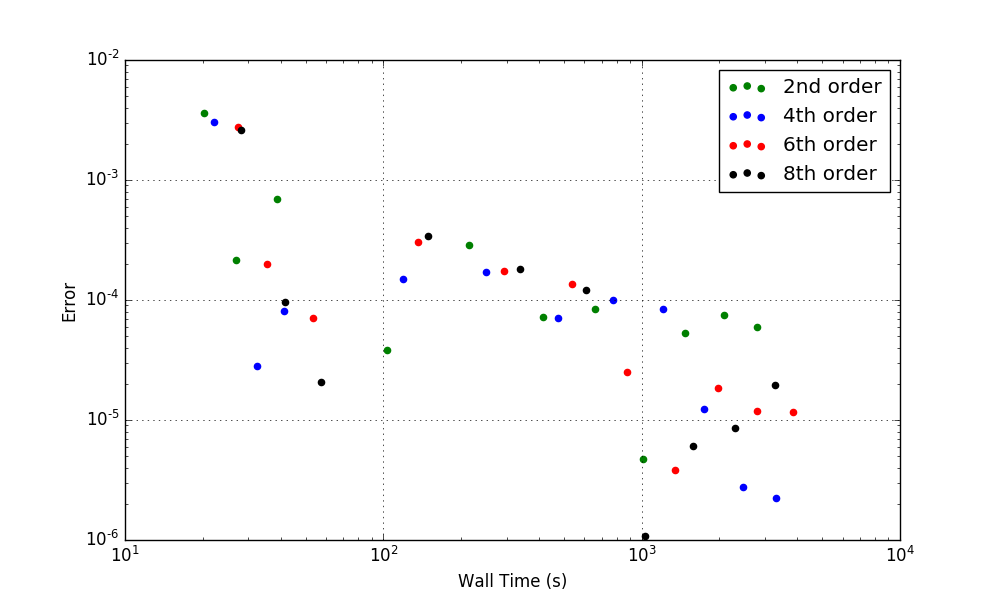 10^-2
10^-3
10^-4
10^-5
10^-6
Error
2nd order
4th order
6th order
8th order
10^1 10^2 10^3 10^4
Wall Time (s)